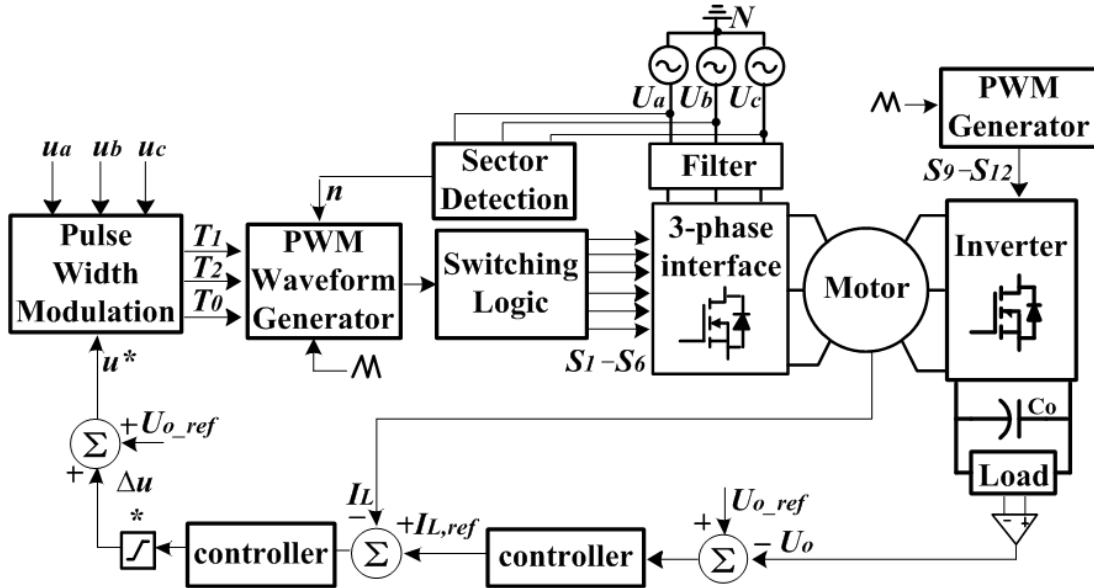 N
Ua Ub Uc
PWM
Generator
S9-S12
ua ub uc
Sector
Detection
Filter
n
Pulse
Width
Modulation
T1
T2
T0
PWM
Waveform
Generator
Switching
Logic
S1-S6
3-phase
interface
Motor
Inverter
Co
Load
- +
u*
Σ
+Uo_ref
+
Δu
*
controller
IL
-
Σ
+IL,ref
controller
Uo_ref
+
Σ
- Uo